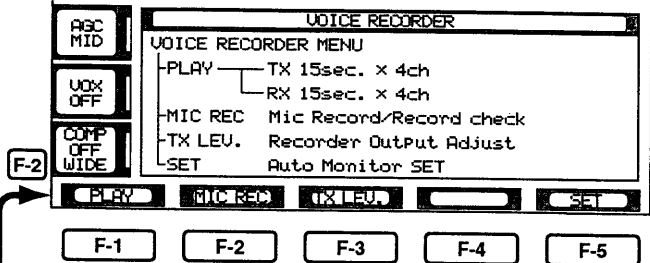 VOICE RECORDER
AGC
MID
VOICE RECORDER MENU
PLAY TX 15sec. × 4ch
RX 15sec. × 4ch
VOX
OFF
MIC REC Mic Record/Record check
TX LEV. Recorder Output Adjust
COMP
OFF
WIDE
SET Auto Monitor SET
F-2
PLAY MIC REC TX LEV. SET
F-1 F-2 F-3 F-4 F-5